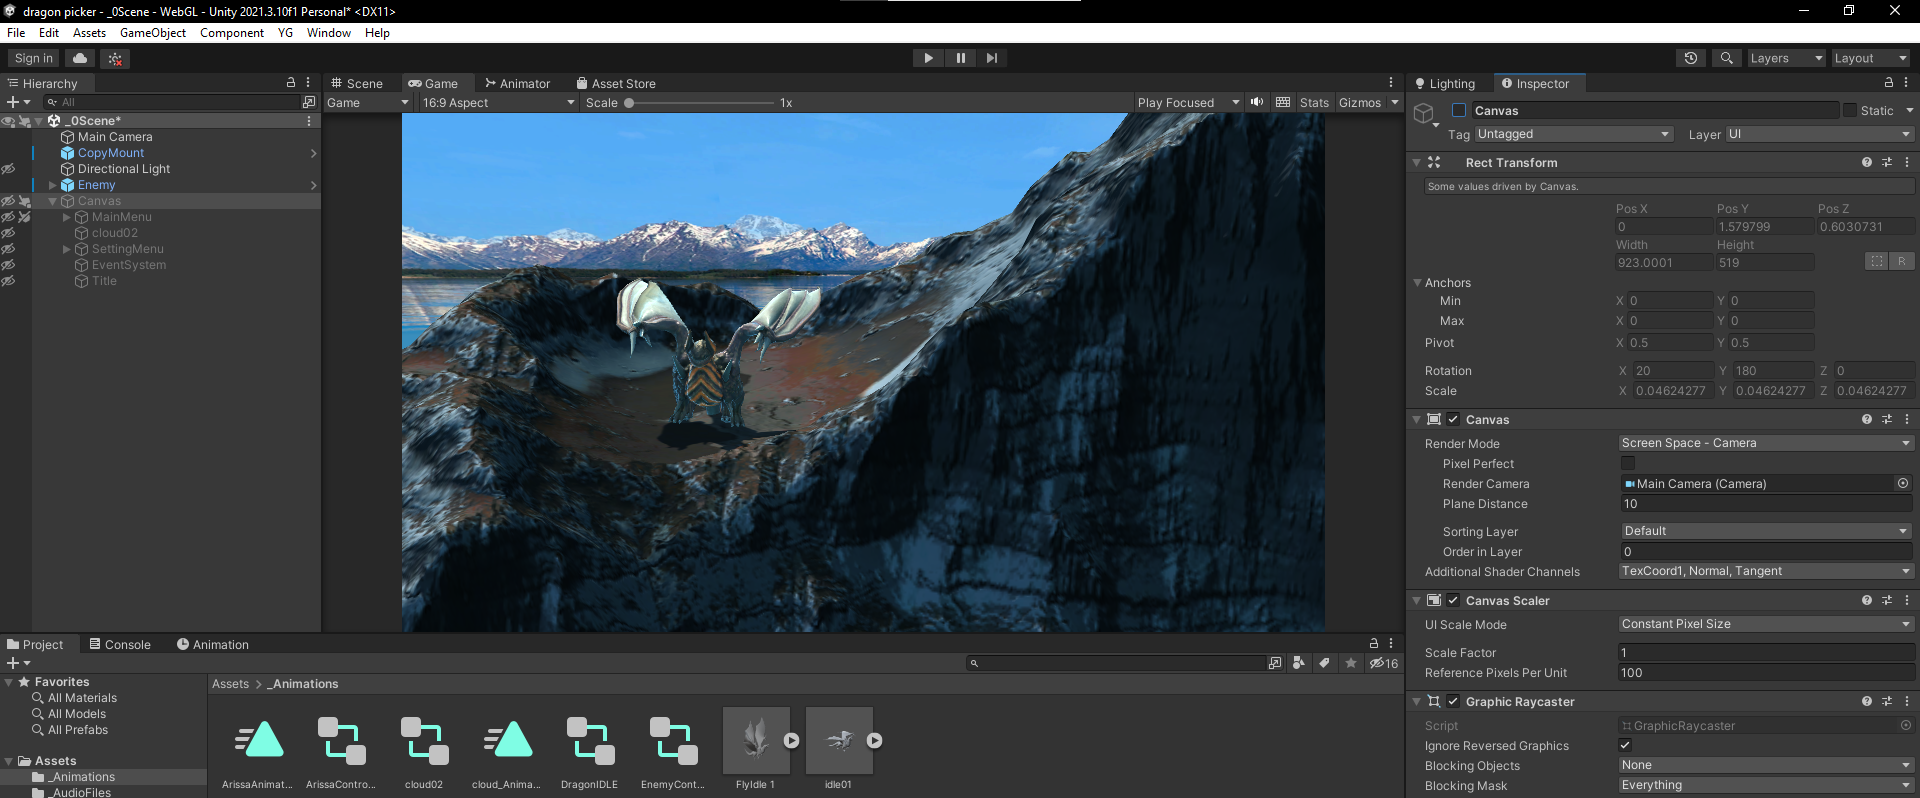 dragon picker - _0Scene - WebGL - Unity 2021.3.10f1 Personal* <DX11>
File Edit Assets GameObject Component YG Window Help
Sign in
Layers
Layout
Hierarchy
All
_0Scene*
Main Camera
CopyMount
Directional Light
Enemy
Canvas
MainMenu
cloud02
SettingMenu
EventSystem
Title
Scene Game Animator Asset Store
Game 16:9 Aspect Scale 1x Play Focused Stats Gizmos
Lighting Inspector
Canvas Static
Tag Untagged Layer UI
Rect Transform
Some values driven by Canvas.
Pos X Pos Y Pos Z
0 1.579799 0.6030731
Width Height
923.0001 519 R
Anchors
Min X 0 Y 0
Max X 0 Y 0
Pivot X 0.5 Y 0.5
Rotation X 20 Y 180 Z 0
Scale X 0.04624277 Y 0.04624277 Z 0.04624277
Canvas
Render Mode Screen Space - Camera
Pixel Perfect
Render Camera Main Camera (Camera)
Plane Distance 10
Sorting Layer Default
Order in Layer 0
Additional Shader Channels TexCoord1, Normal, Tangent
Canvas Scaler
UI Scale Mode Constant Pixel Size
Scale Factor 1
Reference Pixels Per Unit 100
Graphic Raycaster
Script GraphicRaycaster
Ignore Reversed Graphics
Blocking Objects None
Blocking Mask Everything
Project Console Animation
16
Favorites
All Materials
All Models
All Prefabs
Assets
_Animations
_AudioFiles
Assets > _Animations
ArissaAnimat... ArissaContro... cloud02 cloud_Anima... DragonIDLE EnemyCont... FlyIdle 1 idle01